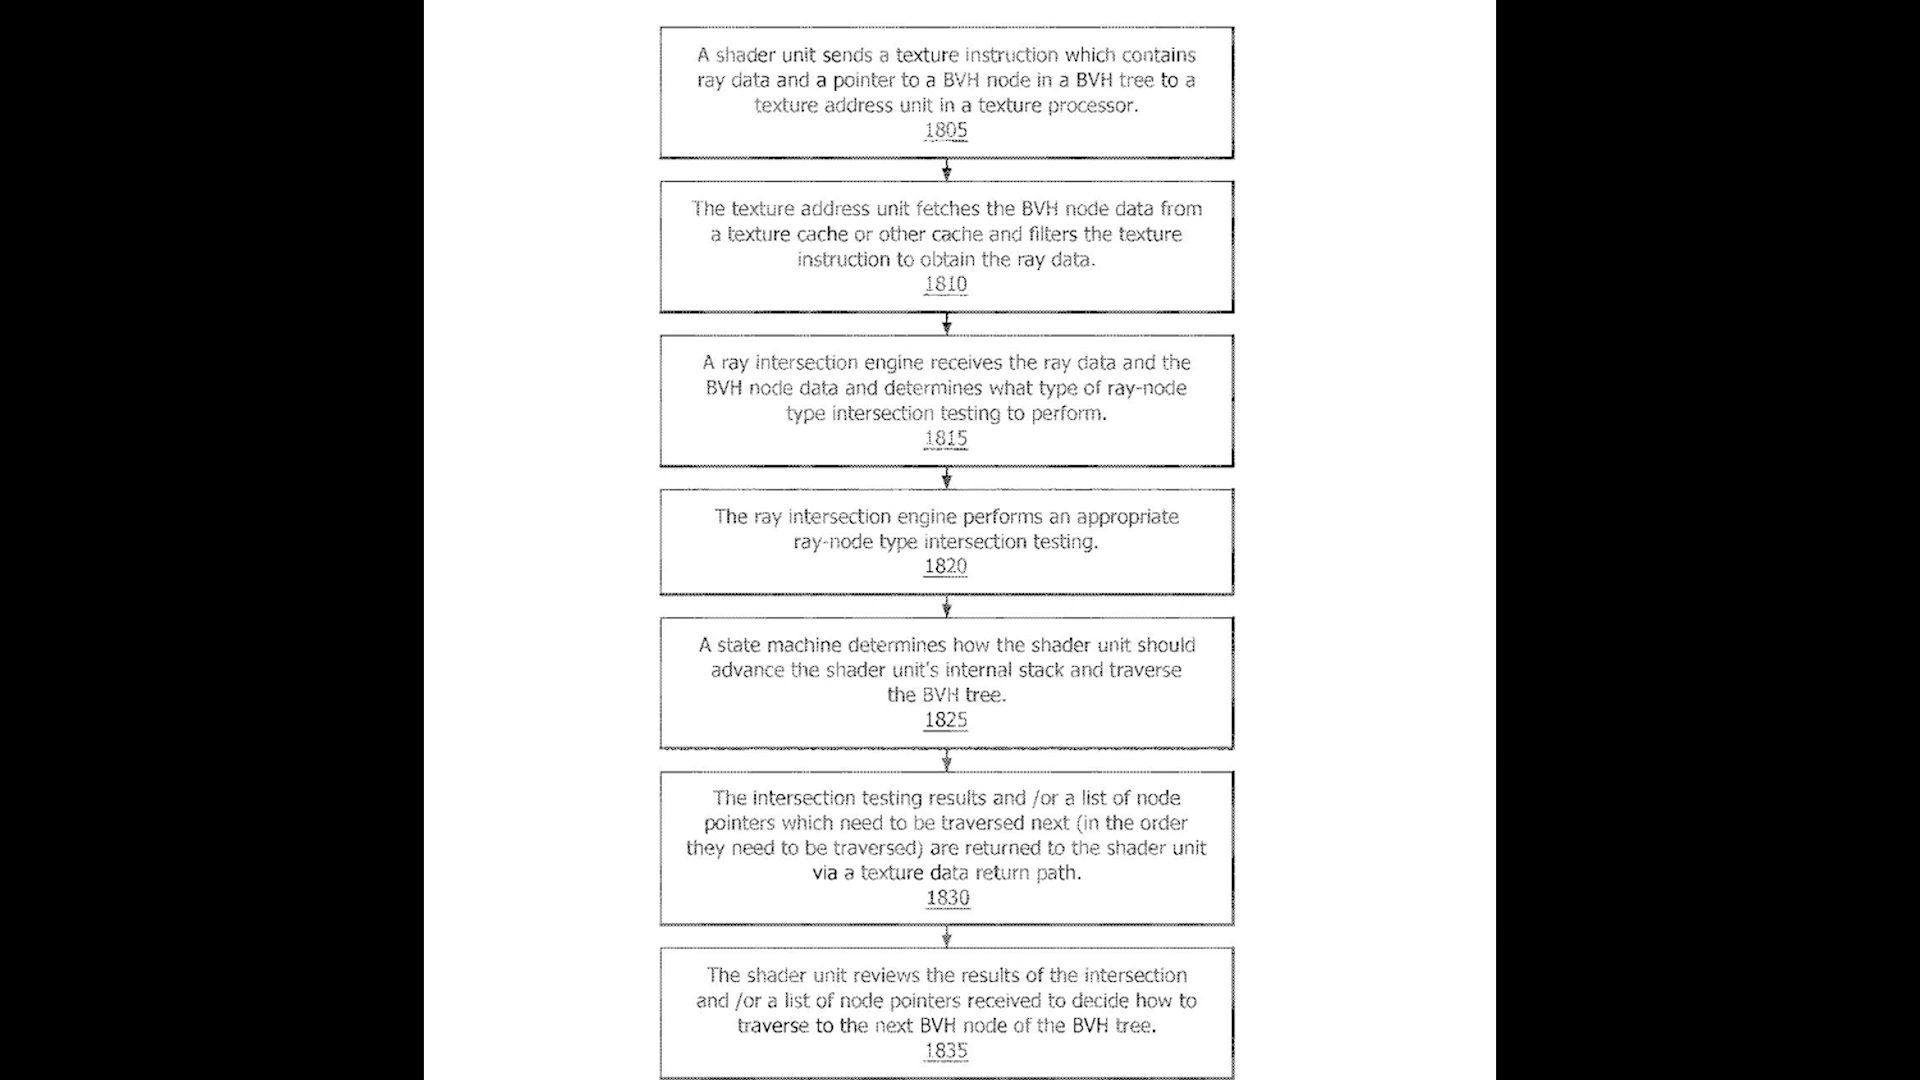 A shader unit sends a texture instruction which contains
ray data and a pointer to a BVH node in a BVH tree to a
texture address unit in a texture processor.
1805
The texture address unit fetches the BVH node data from
a texture cache or other cache and filters the texture
instruction to obtain the ray data.
1810
A ray intersection engine receives the ray data and the
BVH node data and determines what type of ray-node
type intersection testing to perform.
1815
The ray intersection engine performs an appropriate
ray-node type intersection testing.
1820
A state machine determines how the shader unit should
advance the shader unit's internal stack and traverse
the BVH tree.
1825
The intersection testing results and /or a list of node
pointers which need to be traversed next (in the order
they need to be traversed) are returned to the shader unit
via a texture data return path.
1830
The shader unit reviews the results of the intersection
and /or a list of node pointers received to decide how to
traverse to the next BVH node of the BVH tree.
1835